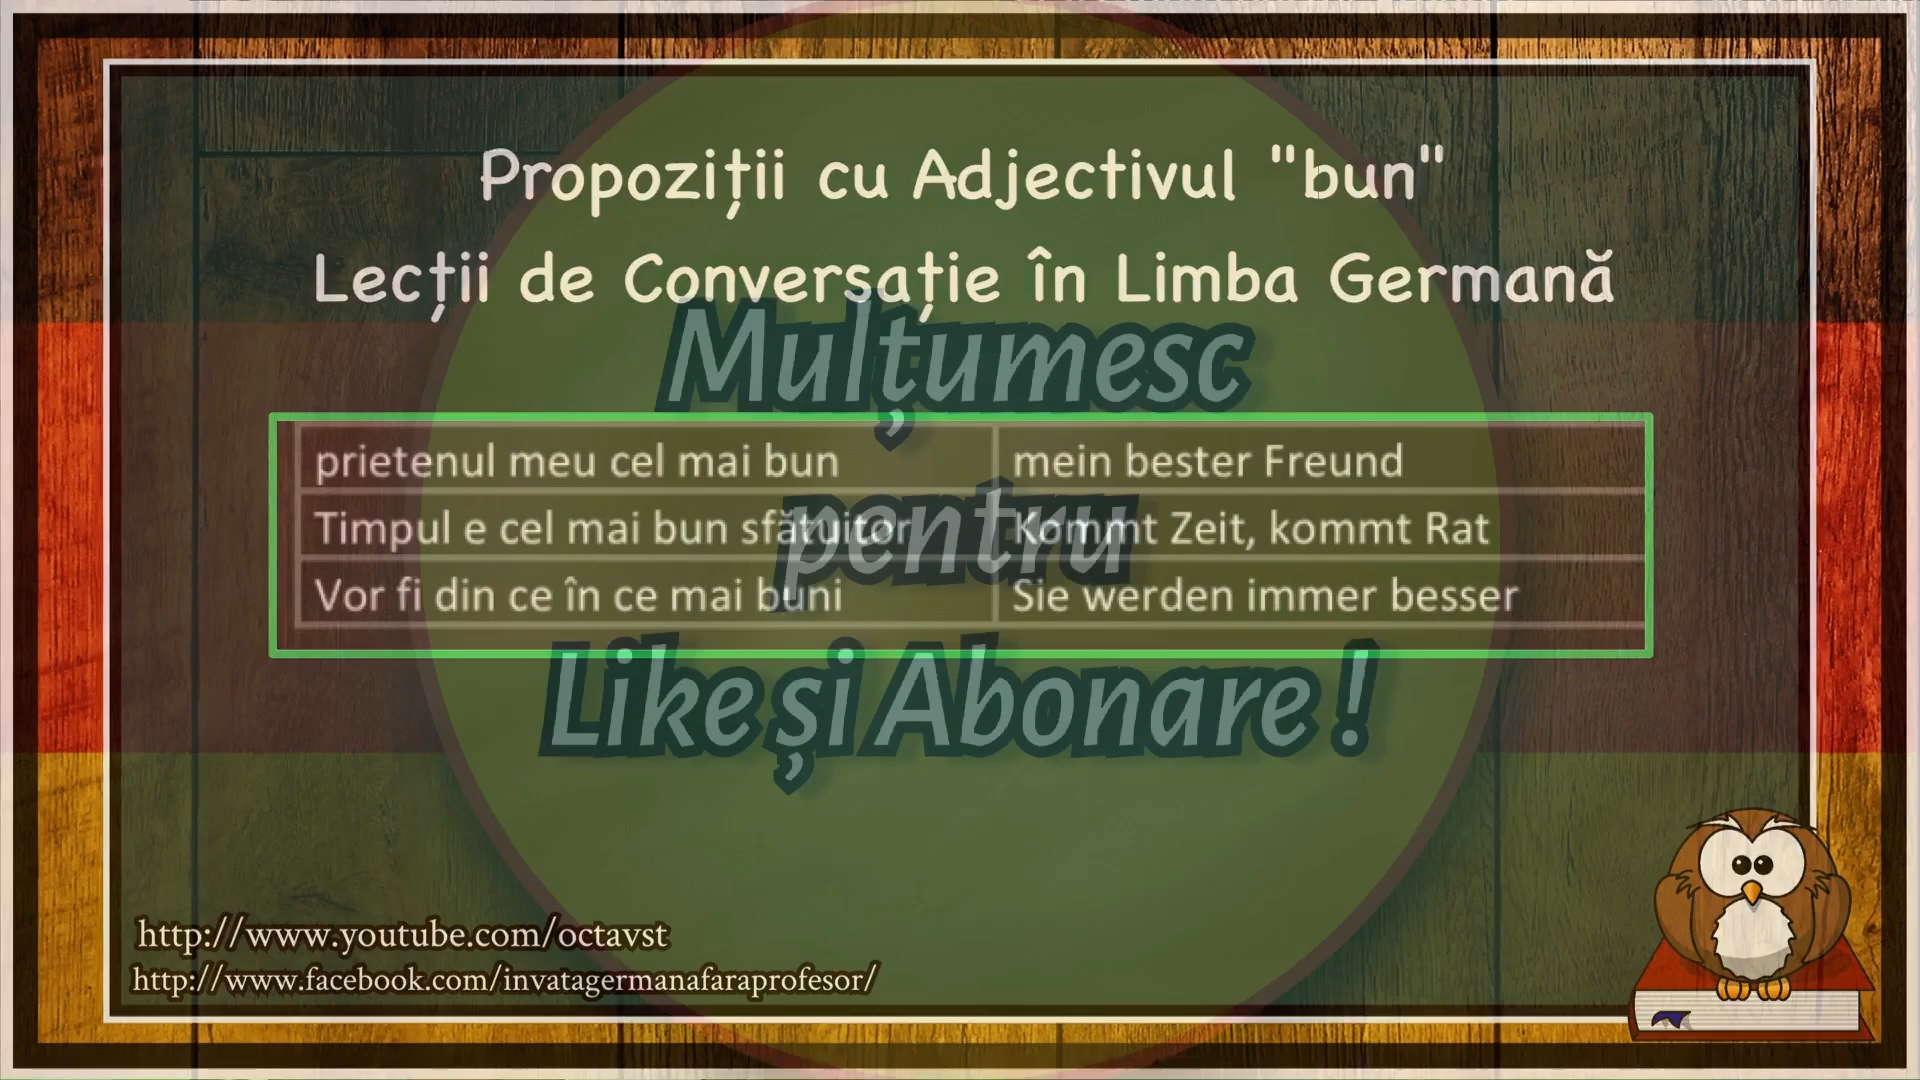 Propoziții cu Adjectivul "bun"
Lecții de Conversație în Limba Germană
Mulțumesc
prietenul meu cel mai bun mein bester Freund
pentru
Timpul e cel mai bun sfătuitor Kommt Zeit, kommt Rat
Vor fi din ce în ce mai buni Sie werden immer besser
Like și Abonare !
http://www.youtube.com/octavst
http://www.facebook.com/invatagermanafaraprofesor/